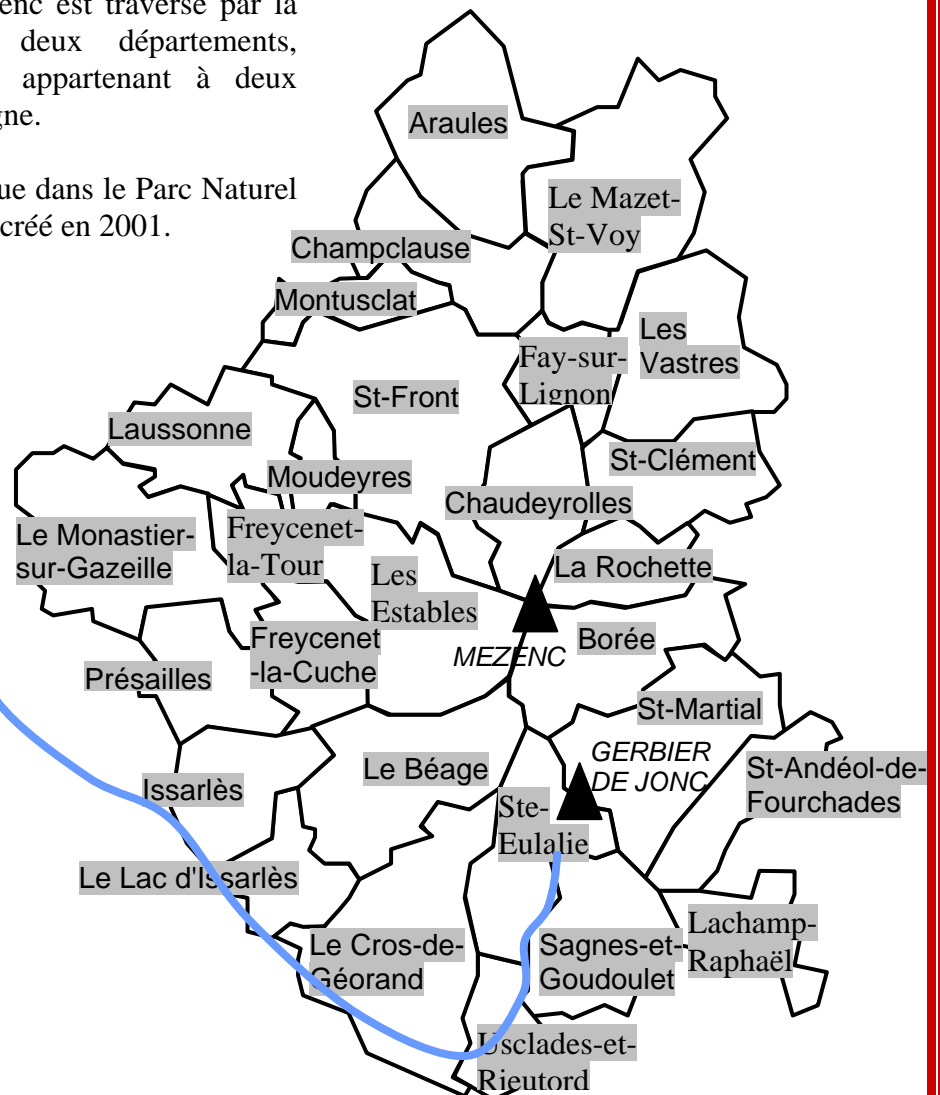 enc est traversé par la
deux départements,
appartenant à deux
gne.
ue dans le Parc Naturel
créé en 2001.
Araules
Le Mazet-
St-Voy
Champclause
Montusclat
Les
Vastres
Fay-sur-
Lignon
St-Front
Laussonne
St-Clément
Moudeyres
Chaudeyrolles
Le Monastier-
sur-Gazeille
Freycenet-
la-Tour
Les
Estables
La Rochette
Freycenet
-la-Cuche
MEZENC
Borée
Présailles
St-Martial
GERBIER
DE JONC
St-Andéol-de-
Fourchades
Le Béage
Issarlès
Ste-
Eulalie
Le Lac d'Issarlès
Lachamp-
Raphaël
Le Cros-de-
Géorand
Sagnes-et-
Goudoulet
Usclades-et-
Rieutord